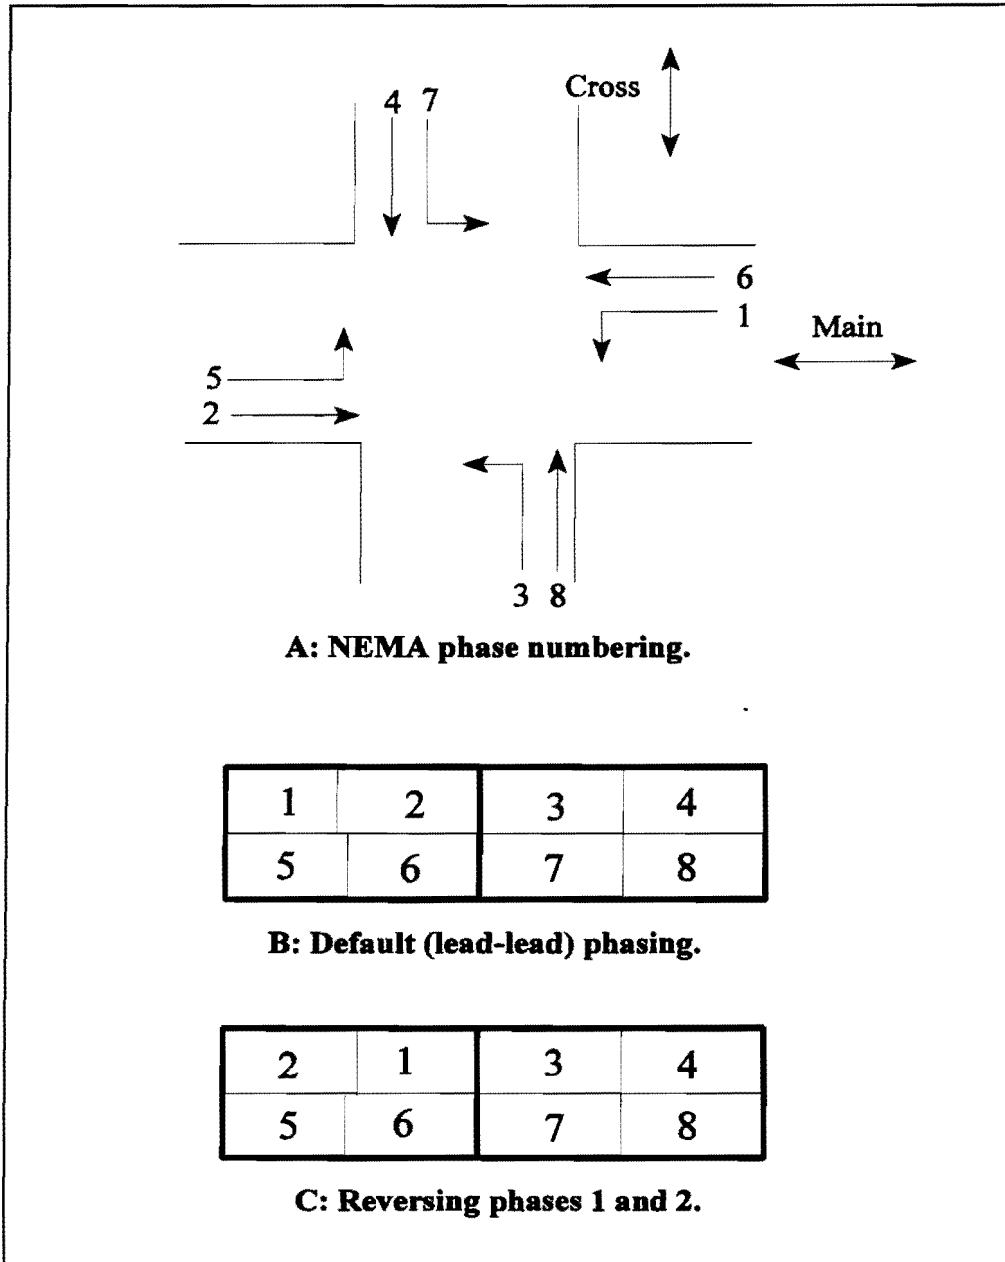 Cross
4 7
6
1
Main
5
2
3 8
A: NEMA phase numbering.
1 2 3 4
5 6 7 8
B: Default (lead-lead) phasing.
2 1 3 4
5 6 7 8
C: Reversing phases 1 and 2.